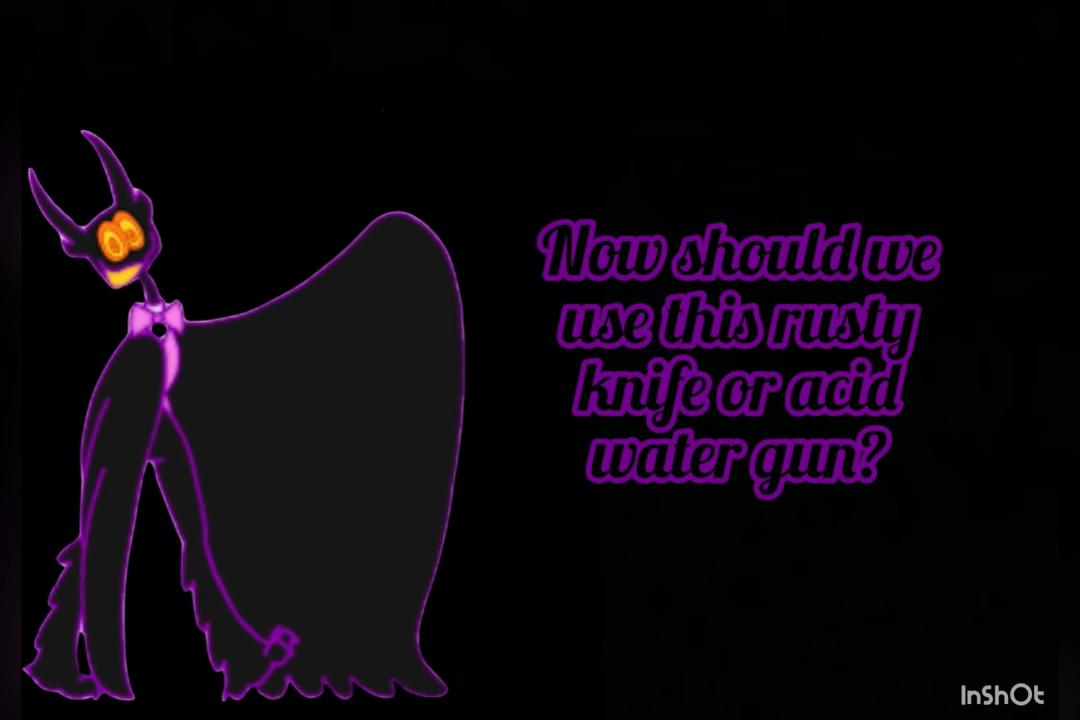 Now should we
use this rusty
knife or acid
water gun?
InShOt